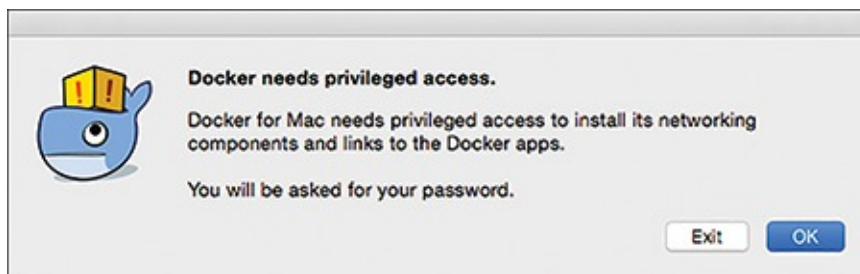 Docker needs privileged access.
Docker for Mac needs privileged access to install its networking
components and links to the Docker apps.
You will be asked for your password.
Exit
OK